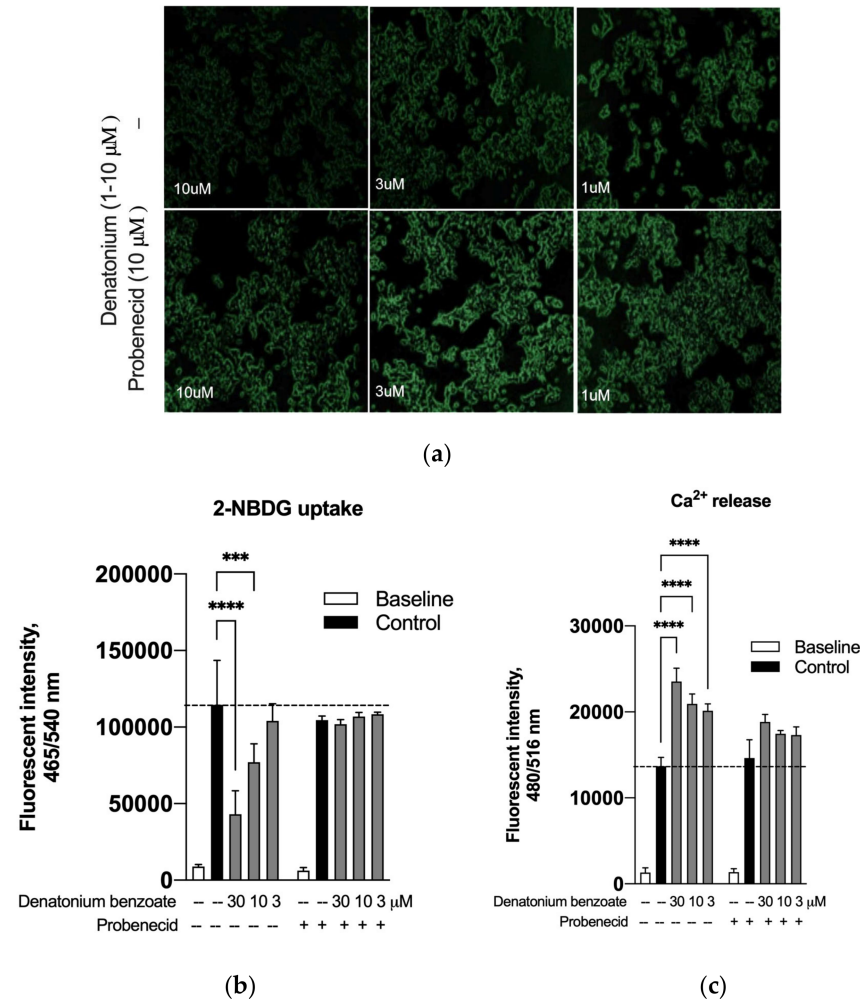 Denatonium (1-10 μM )
–
Probenecid (10 μM )
10uM
3uM
1uM
10uM
3uM
1uM
(a)
2-NBDG uptake
Fluorescent intensity,
465/540 nm
200000
150000
100000
50000
0
***
****
Baseline
Control
Denatonium benzoate -- -- 30 10 3 -- 30 10 3 μM
Probenecid -- -- -- -- -- + + + + +
(b)
Ca2+ release
Fluorescent intensity,
480/516 nm
30000
20000
10000
0
****
****
****
Baseline
Control
Denatonium benzoate -- -- 30 10 3 -- -- 30 10 3 μM
Probenecid -- -- -- -- -- + + + + +
(c)